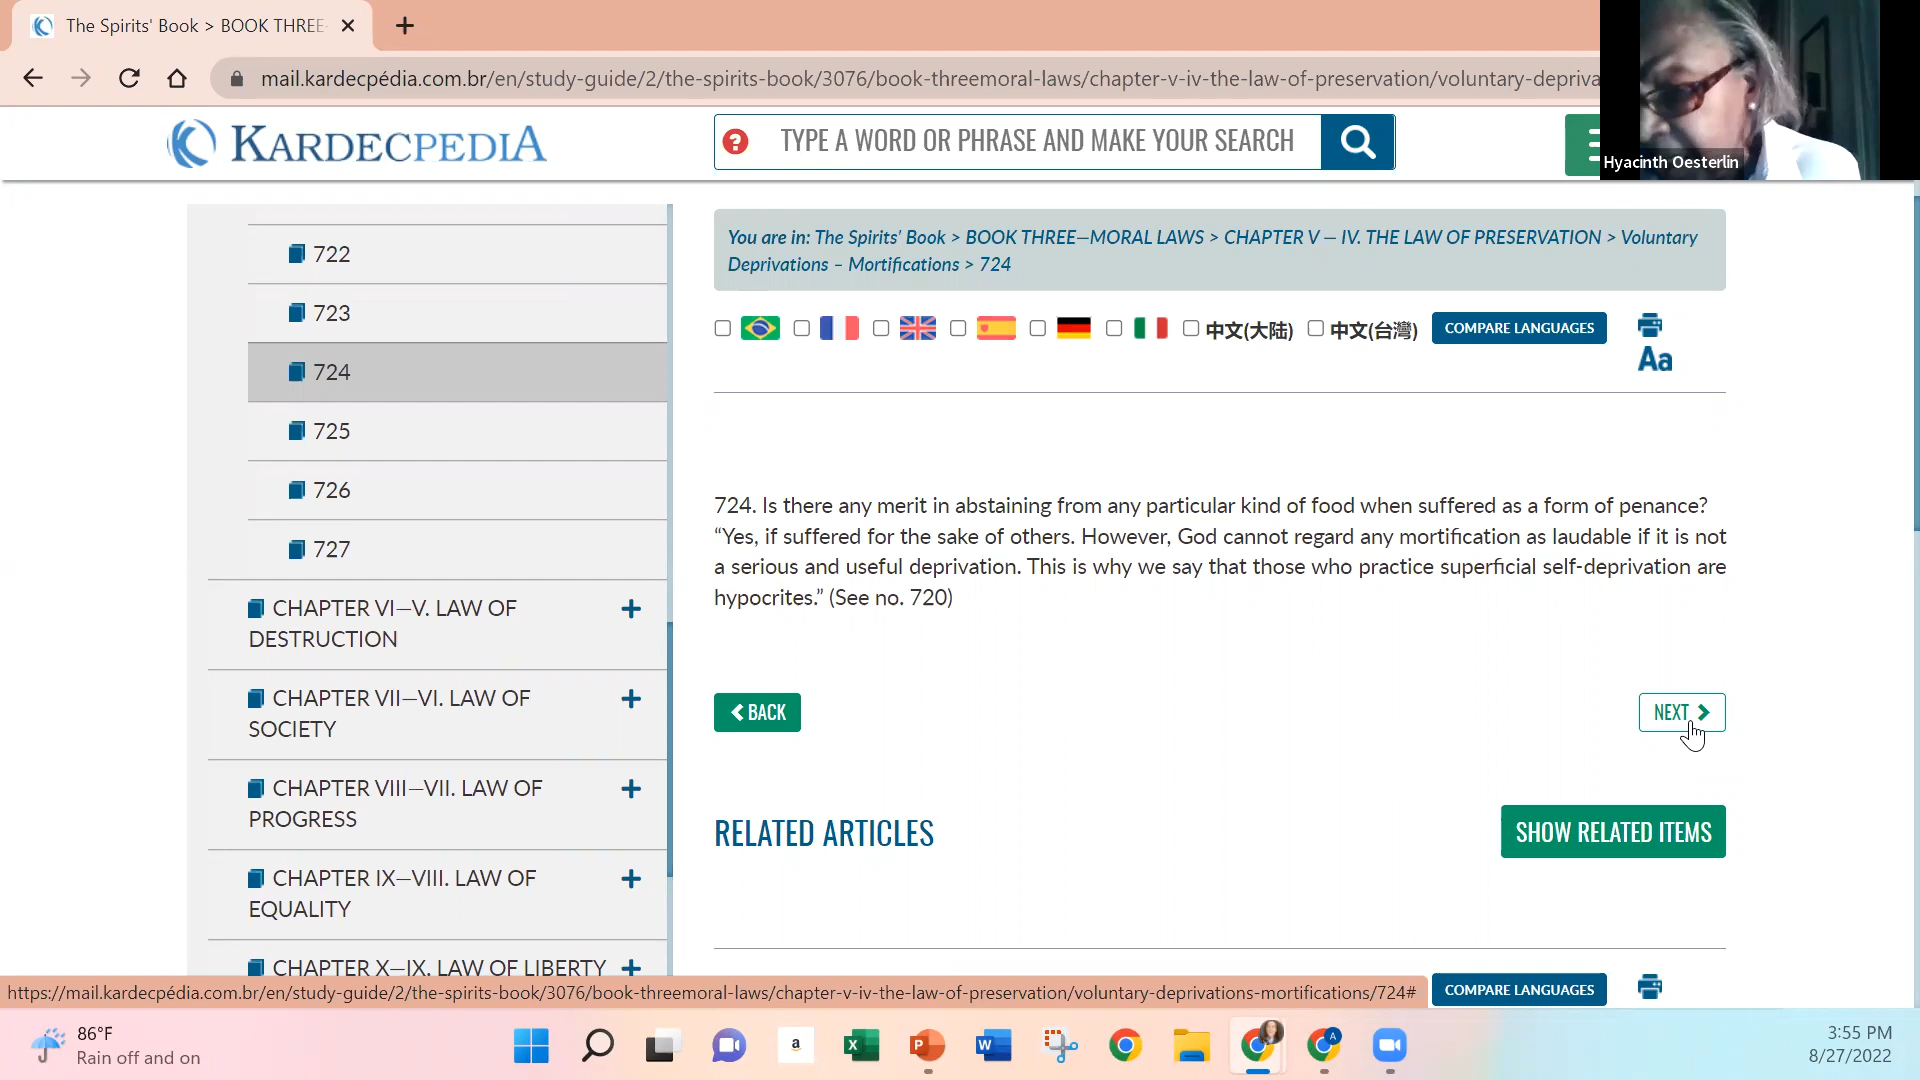 The Spirits' Book > BOOK THREE
mail.kardecpédia.com.br/en/study-guide/2/the-spirits-book/3076/book-threemoral-laws/chapter-v-iv-the-law-of-preservation/voluntary-depriva
Hyacinth Oesterlin
KARDECPEDIA
? TYPE A WORD OR PHRASE AND MAKE YOUR SEARCH
722
723
724
725
726
727
CHAPTER VI—V. LAW OF
DESTRUCTION
CHAPTER VII—VI. LAW OF
SOCIETY
CHAPTER VIII—VII. LAW OF
PROGRESS
CHAPTER IX—VIII. LAW OF
EQUALITY
CHAPTER X—IX. LAW OF LIBERTY
You are in: The Spirits' Book > BOOK THREE—MORAL LAWS > CHAPTER V — IV. THE LAW OF PRESERVATION > Voluntary
Deprivations – Mortifications > 724
中文(大陆) 中文(台灣) COMPARE LANGUAGES
Aa
724. Is there any merit in abstaining from any particular kind of food when suffered as a form of penance?
“Yes, if suffered for the sake of others. However, God cannot regard any mortification as laudable if it is not
a serious and useful deprivation. This is why we say that those who practice superficial self-deprivation are
hypocrites.” (See no. 720)
BACK
NEXT
RELATED ARTICLES
SHOW RELATED ITEMS
COMPARE LANGUAGES
https://mail.kardecpédia.com.br/en/study-guide/2/the-spirits-book/3076/book-threemoral-laws/chapter-v-iv-the-law-of-preservation/voluntary-deprivations-mortifications/724#
86°F
Rain off and on
a
X
P
W
A
3:55 PM
8/27/2022